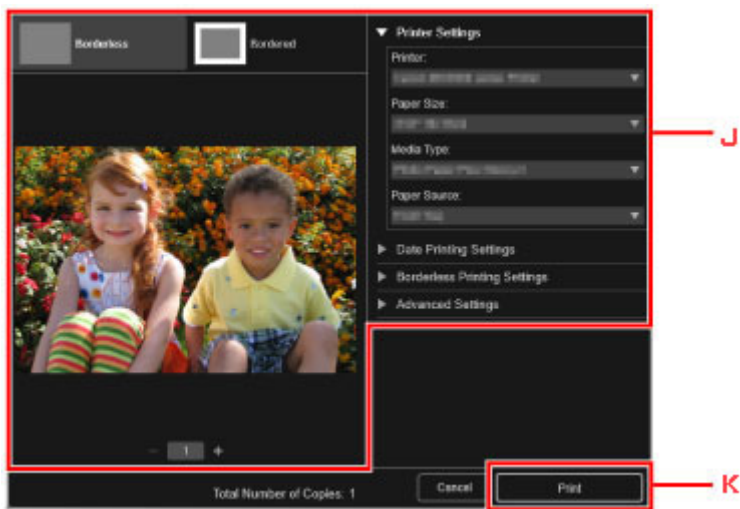 Borderless
Bordered
Printer Settings
Printer:
Paper Size:
J
Media Type:
Paper Source:
Date Printing Settings
Borderless Printing Settings
Advanced Settings
- 1 +
Total Number of Copies: 1
Cancel
Print
K